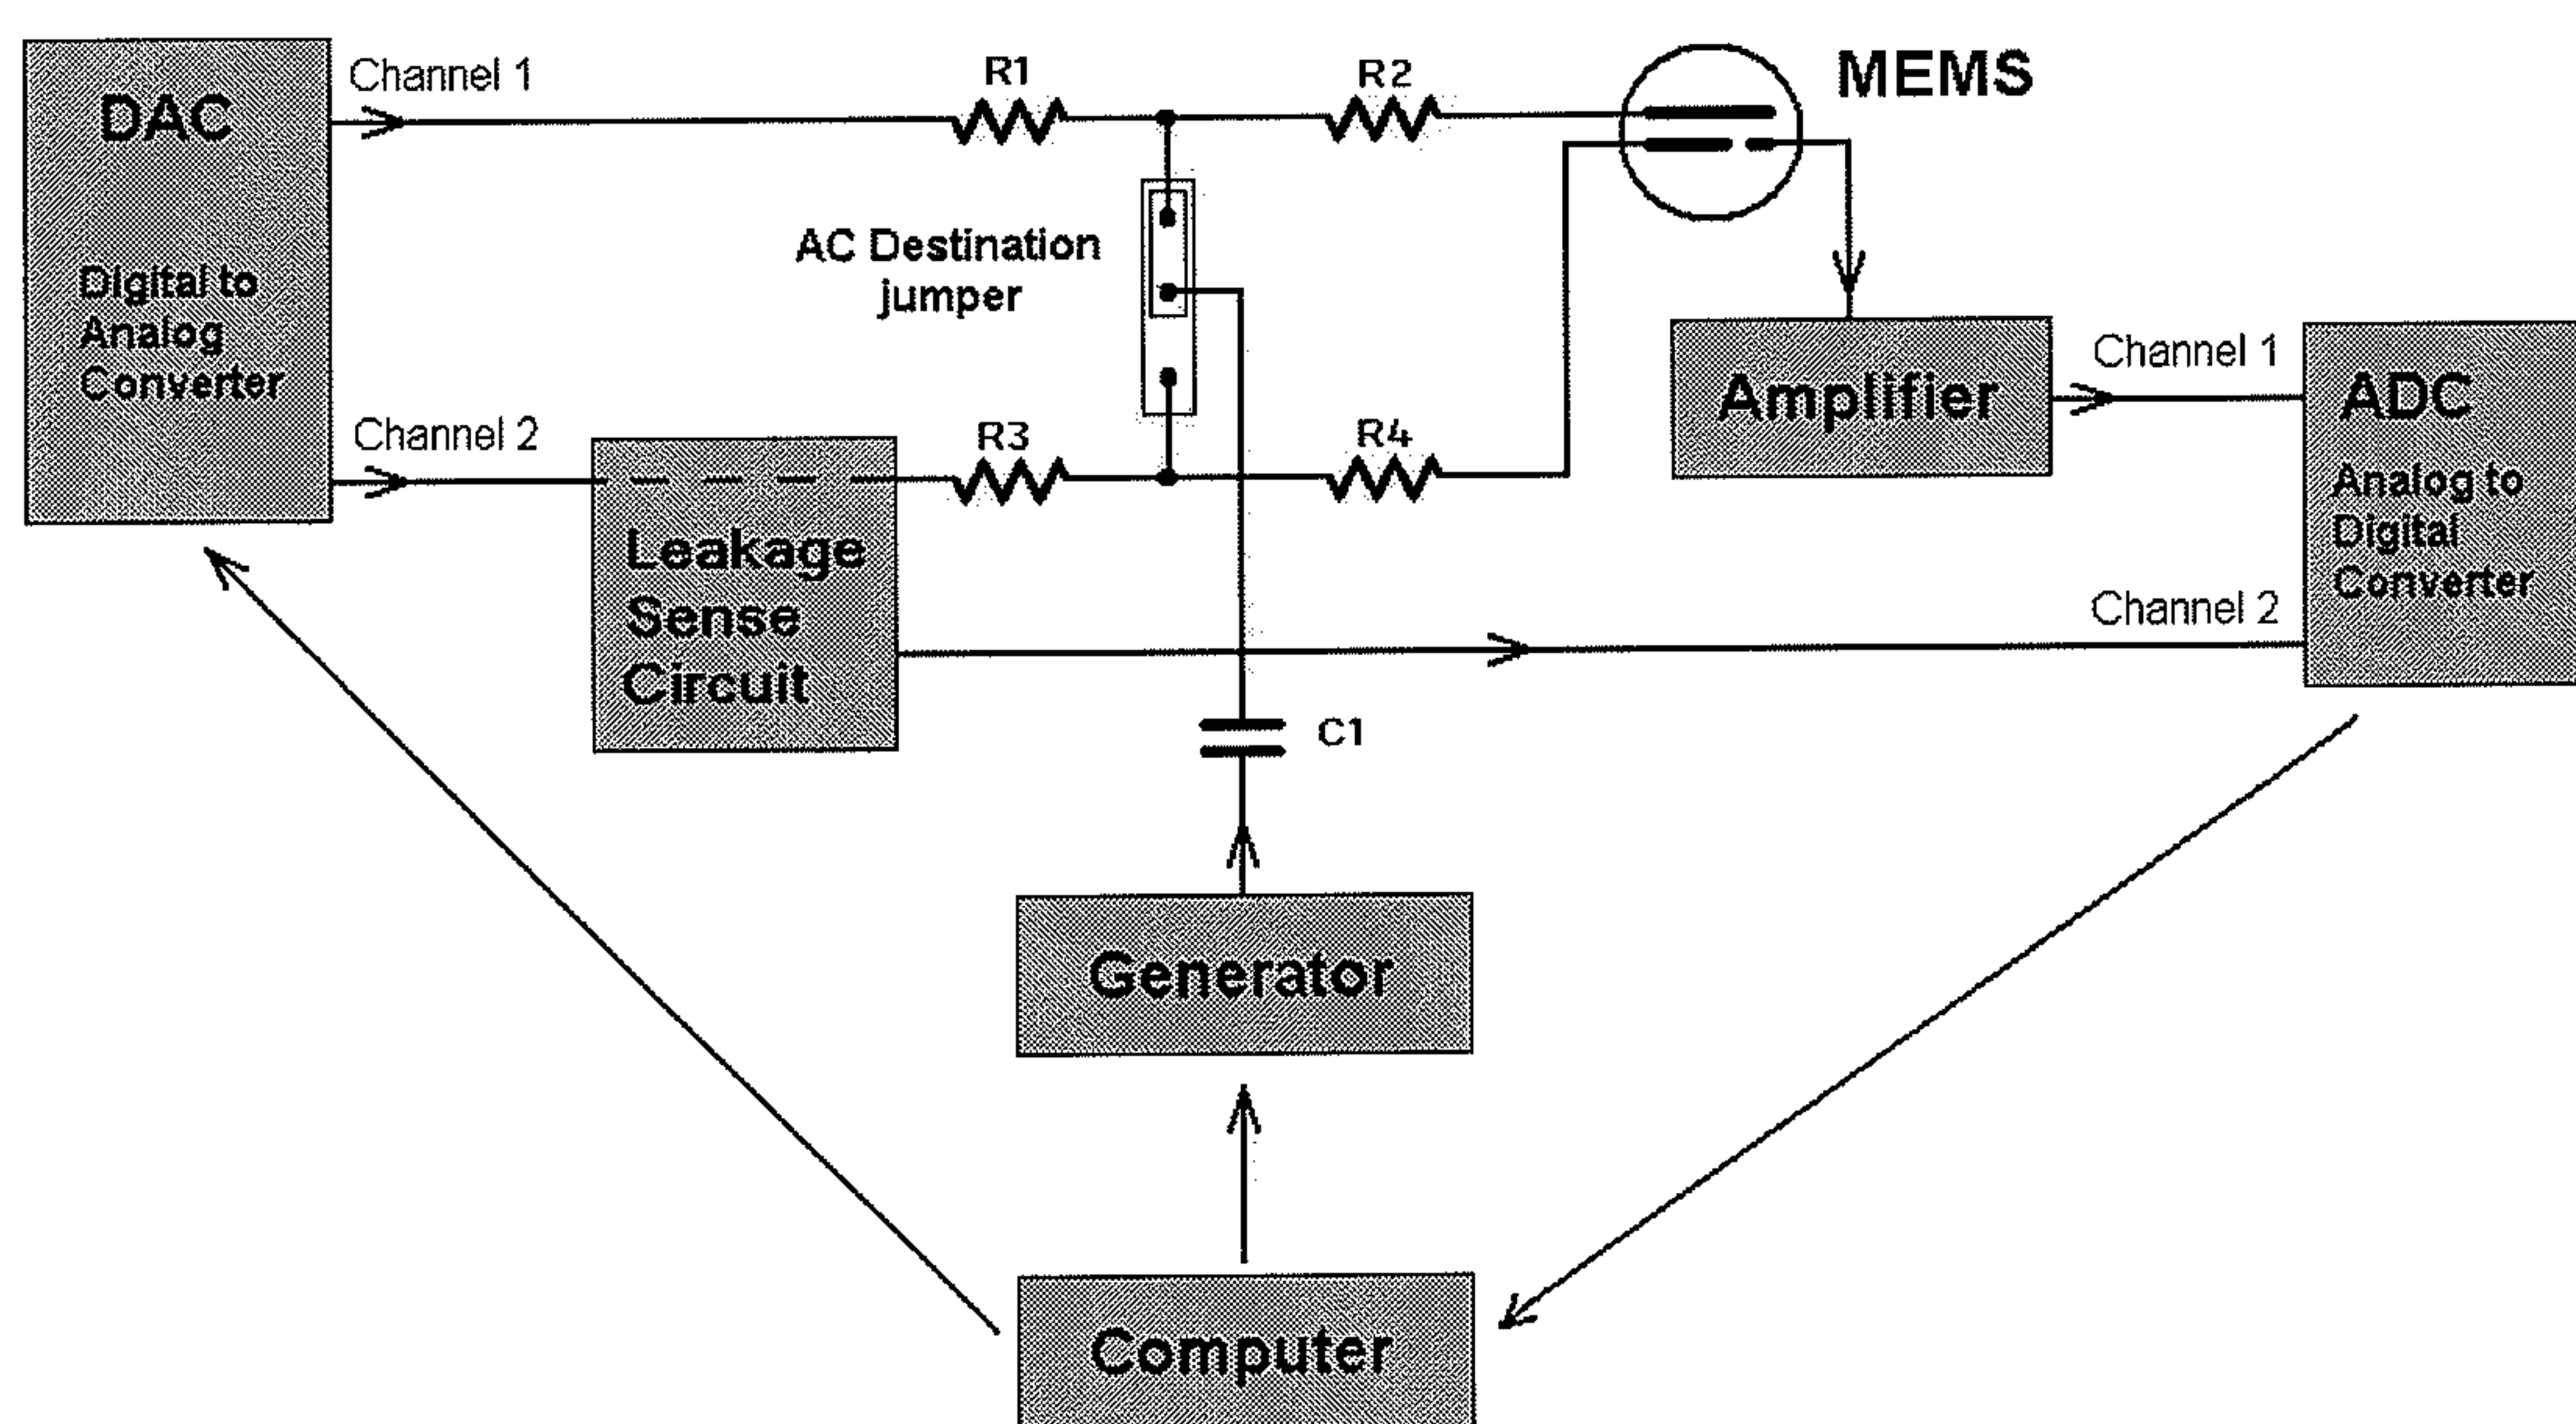 DAC
Digital to
Analog
Converter
Channel 1
R1
R2
MEMS
AC Destination
jumper
Channel 2
Leakage
Sense
Circuit
R3
R4
Amplifier
Channel 1
ADC
Analog to
Digital
Converter
Channel 2
C1
Generator
Computer